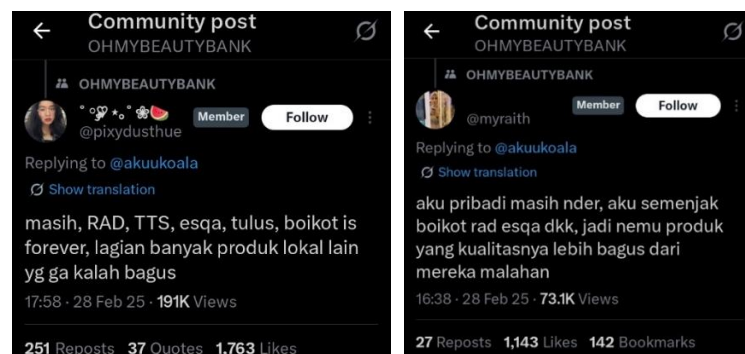 Community post
OHMYBEAUTYBANK
OHMYBEAUTYBANK
Member
Follow
@pixydusthue
Replying to @akuukoala
Show translation
masih, RAD, TTS, esqa, tulus, boikot is
forever, lagian banyak produk lokal lain
yg ga kalah bagus
17:58 · 28 Feb 25 · 191K Views
251 Reposts 37 Quotes 1,763 Likes
Community post
OHMYBEAUTYBANK
OHMYBEAUTYBANK
Member
Follow
@myraith
Replying to @akuukoala
Show translation
aku pribadi masih nder, aku semenjak
boikot rad esqa dkk, jadi nemu produk
yang kualitasnya lebih bagus dari
mereka malahan
16:38 · 28 Feb 25 · 73.1K Views
27 Reposts 1,143 Likes 142 Bookmarks